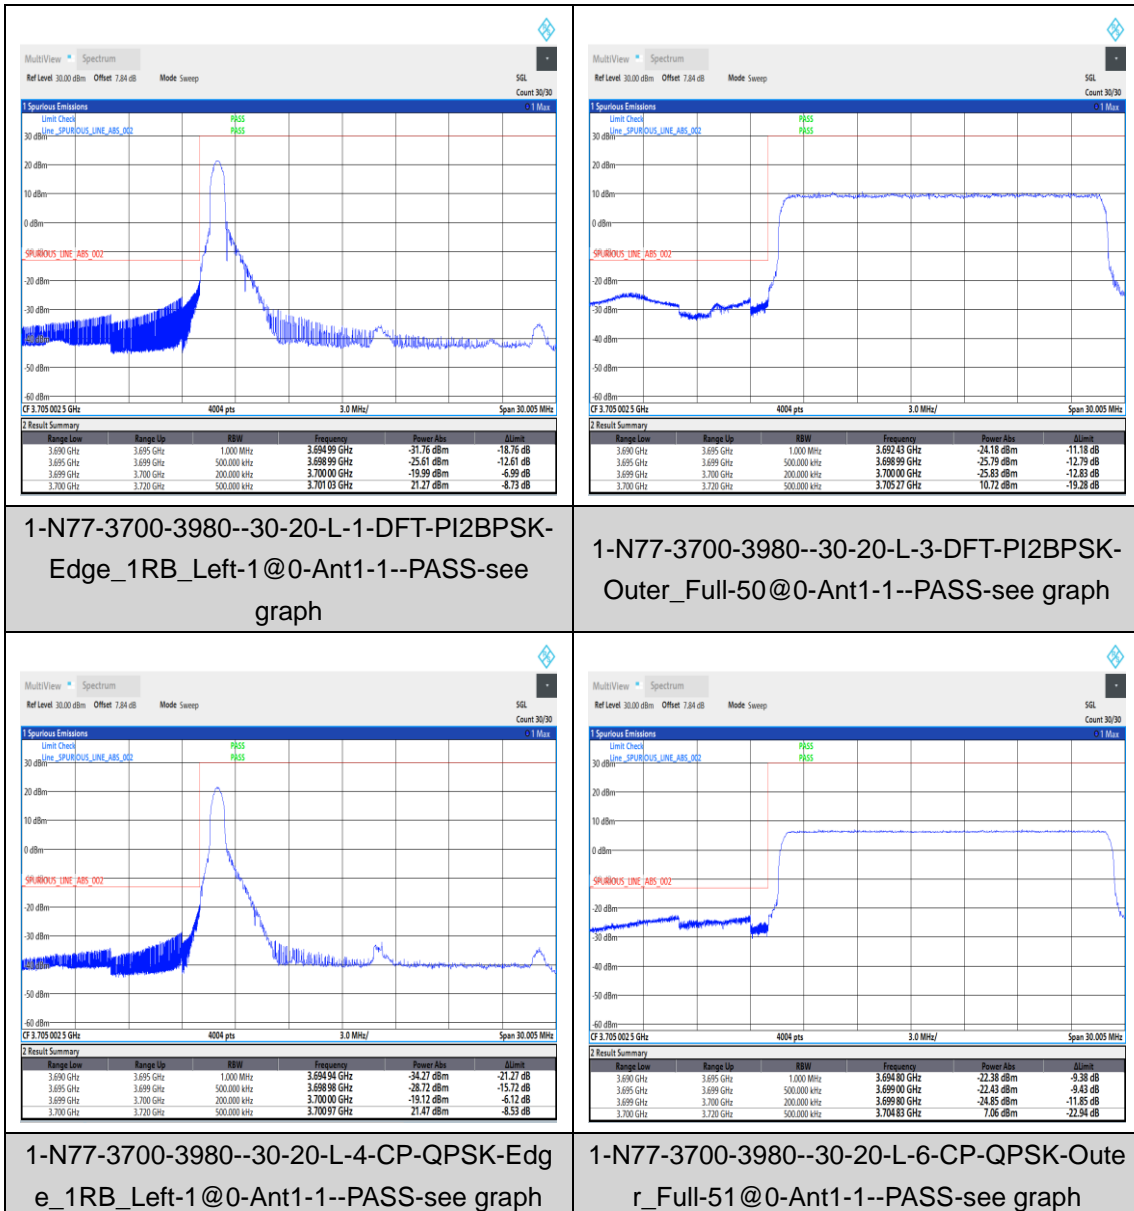 MultiView Spectrum
Ref Level 30.00 dBm Offset 7.84 dB Mode Sweep SGL
Count 30/30
1 Spurious Emissions 1 Max
Limit Check PASS
Line _SPURIOUS_LINE_ABS_002 PASS
30 dBm
20 dBm
10 dBm
0 dBm
SPURIOUS_LINE_ABS_002
-20 dBm
-30 dBm
-40 dBm
-50 dBm
-60 dBm
CF 3.705 002 5 GHz 4004 pts 3.0 MHz/ Span 30.005 MHz
2 Result Summary
Range Low Range Up RBW Frequency Power Abs ΔLimit
3.690 GHz 3.695 GHz 1.000 MHz 3.694 99 GHz -31.76 dBm -18.76 dB
3.695 GHz 3.699 GHz 500.000 kHz 3.698 99 GHz -25.61 dBm -12.61 dB
3.699 GHz 3.700 GHz 200.000 kHz 3.700 00 GHz -19.99 dBm -6.99 dB
3.700 GHz 3.720 GHz 500.000 kHz 3.701 03 GHz 21.27 dBm -8.73 dB
1-N77-3700-3980--30-20-L-1-DFT-PI2BPSK-
Edge_1RB_Left-1@0-Ant1-1--PASS-see
graph
MultiView Spectrum
Ref Level 30.00 dBm Offset 7.84 dB Mode Sweep SGL
Count 30/30
1 Spurious Emissions 1 Max
Limit Check PASS
Line _SPURIOUS_LINE_ABS_002 PASS
30 dBm
20 dBm
10 dBm
0 dBm
SPURIOUS_LINE_ABS_002
-20 dBm
-30 dBm
-40 dBm
-50 dBm
-60 dBm
CF 3.705 002 5 GHz 4004 pts 3.0 MHz/ Span 30.005 MHz
2 Result Summary
Range Low Range Up RBW Frequency Power Abs ΔLimit
3.690 GHz 3.695 GHz 1.000 MHz 3.692 43 GHz -24.18 dBm -11.18 dB
3.695 GHz 3.699 GHz 500.000 kHz 3.698 99 GHz -25.79 dBm -12.79 dB
3.699 GHz 3.700 GHz 200.000 kHz 3.700 00 GHz -25.83 dBm -12.83 dB
3.700 GHz 3.720 GHz 500.000 kHz 3.705 27 GHz 10.72 dBm -19.28 dB
1-N77-3700-3980--30-20-L-3-DFT-PI2BPSK-
Outer_Full-50@0-Ant1-1--PASS-see graph
MultiView Spectrum
Ref Level 30.00 dBm Offset 7.84 dB Mode Sweep SGL
Count 30/30
1 Spurious Emissions 1 Max
Limit Check PASS
Line _SPURIOUS_LINE_ABS_002 PASS
30 dBm
20 dBm
10 dBm
0 dBm
SPURIOUS_LINE_ABS_002
-20 dBm
-30 dBm
-40 dBm
-50 dBm
-60 dBm
CF 3.705 002 5 GHz 4004 pts 3.0 MHz/ Span 30.005 MHz
2 Result Summary
Range Low Range Up RBW Frequency Power Abs ΔLimit
3.690 GHz 3.695 GHz 1.000 MHz 3.694 94 GHz -34.27 dBm -21.27 dB
3.695 GHz 3.699 GHz 500.000 kHz 3.698 98 GHz -28.72 dBm -15.72 dB
3.699 GHz 3.700 GHz 200.000 kHz 3.700 00 GHz -19.12 dBm -6.12 dB
3.700 GHz 3.720 GHz 500.000 kHz 3.700 97 GHz 21.47 dBm -8.53 dB
1-N77-3700-3980--30-20-L-4-CP-QPSK-Edg
e_1RB_Left-1@0-Ant1-1--PASS-see graph
MultiView Spectrum
Ref Level 30.00 dBm Offset 7.84 dB Mode Sweep SGL
Count 30/30
1 Spurious Emissions 1 Max
Limit Check PASS
Line _SPURIOUS_LINE_ABS_002 PASS
30 dBm
20 dBm
10 dBm
0 dBm
SPURIOUS_LINE_ABS_002
-20 dBm
-30 dBm
-40 dBm
-50 dBm
-60 dBm
CF 3.705 002 5 GHz 4004 pts 3.0 MHz/ Span 30.005 MHz
2 Result Summary
Range Low Range Up RBW Frequency Power Abs ΔLimit
3.690 GHz 3.695 GHz 1.000 MHz 3.694 80 GHz -22.38 dBm -9.38 dB
3.695 GHz 3.699 GHz 500.000 kHz 3.699 00 GHz -22.43 dBm -9.43 dB
3.699 GHz 3.700 GHz 200.000 kHz 3.699 80 GHz -24.85 dBm -11.85 dB
3.700 GHz 3.720 GHz 500.000 kHz 3.704 83 GHz 7.06 dBm -22.94 dB
1-N77-3700-3980--30-20-L-6-CP-QPSK-Oute
r_Full-51@0-Ant1-1--PASS-see graph